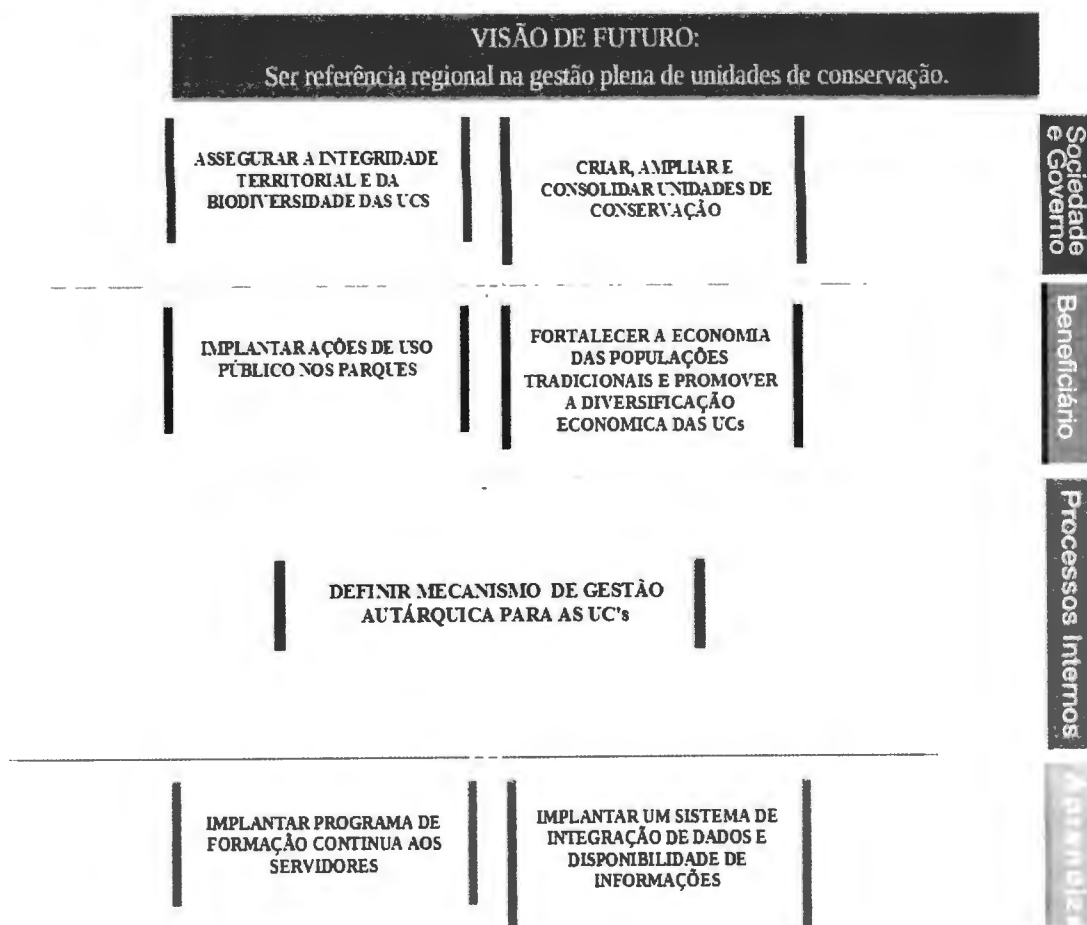 VISÃO DE FUTURO:
Ser referência regional na gestão plena de unidades de conservação.
ASSEGURAR A INTEGRIDADE
TERRITORIAL E DA
BIODIVERSIDADE DAS UCS
CRIAR, AMPLIAR E
CONSOLIDAR UNIDADES DE
CONSERVAÇÃO
Sociedade
e Governo
IMPLANTAR AÇÕES DE USO
PÚBLICO NOS PARQUES
FORTALECER A ECONOMIA
DAS POPULAÇÕES
TRADICIONAIS E PROMOVER
A DIVERSIFICAÇÃO
ECONOMICA DAS UCs
Beneficiário
DEFINIR MECANISMO DE GESTÃO
AUTÁRQUICA PARA AS UC's
Processos Internos
IMPLANTAR PROGRAMA DE
FORMAÇÃO CONTINUA AOS
SERVIDORES
IMPLANTAR UM SISTEMA DE
INTEGRAÇÃO DE DADOS E
DISPONIBILIDADE DE
INFORMAÇÕES